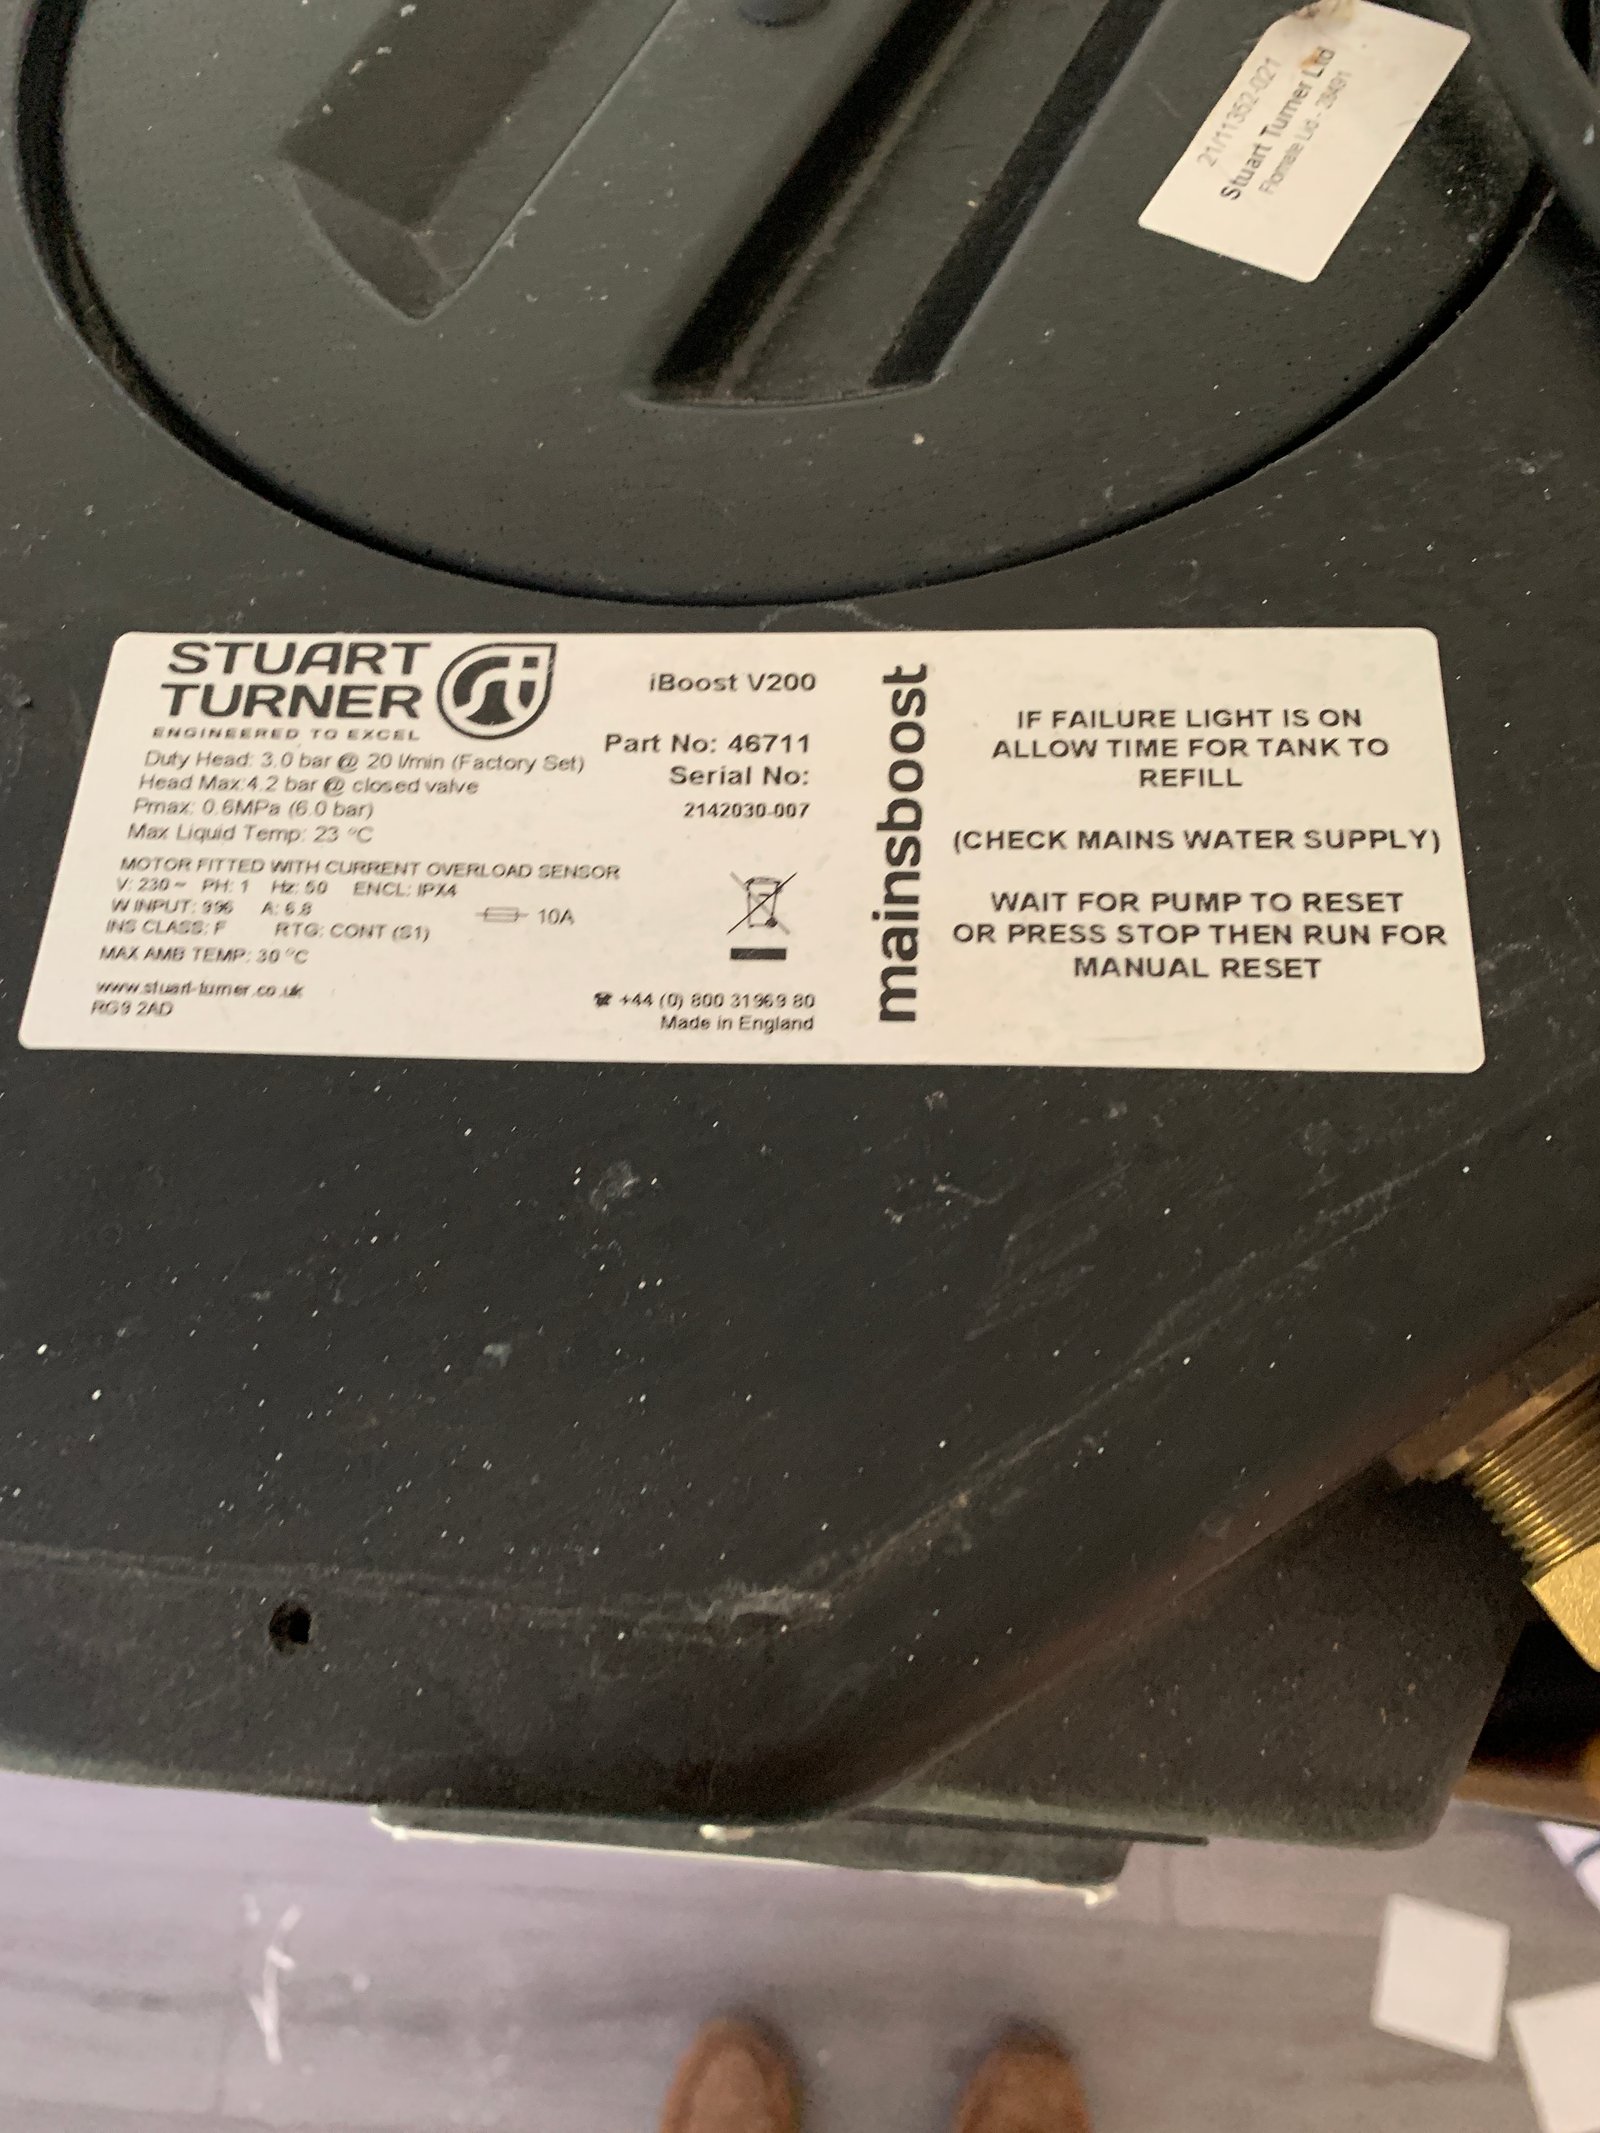 21/11352-021
Stuart Turner Ltd
Flomate Lid - 28491
STUART
TURNER
ENGINEERED TO EXCEL
Duty Head: 3.0 bar @ 20 l/min (Factory Set)
Head Max:4.2 bar @ closed valve
Pmax: 0.6MPa (6.0 bar)
Max Liquid Temp: 23 °C
MOTOR FITTED WITH CURRENT OVERLOAD SENSOR
V: 230~ PH: 1 Hz: 50 ENCL: IPX4
W INPUT: 996 A: 6.8
10A
INS CLASS: F RTG: CONT (S1)
MAX AMB TEMP: 30 °C
www.stuart-turner.co.uk
RG9 2AD
iBoost V200
Part No: 46711
Serial No:
2142030-007
☎ +44 (0) 800 31969 80
Made in England
mainsboost
IF FAILURE LIGHT IS ON
ALLOW TIME FOR TANK TO
REFILL
(CHECK MAINS WATER SUPPLY)
WAIT FOR PUMP TO RESET
OR PRESS STOP THEN RUN FOR
MANUAL RESET